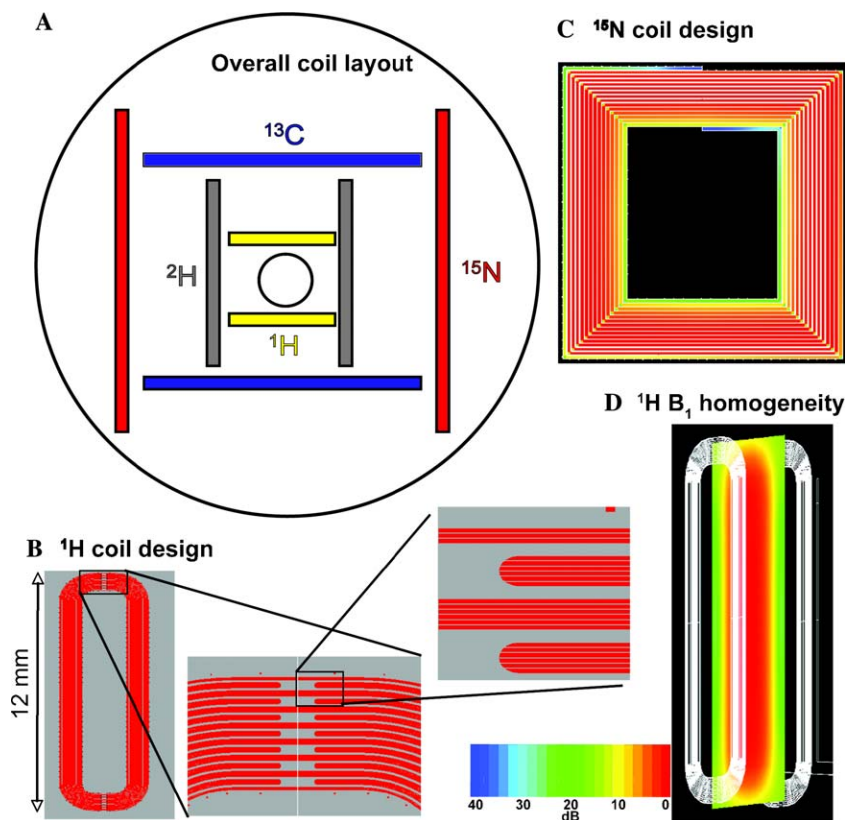 A
Overall coil layout
¹³C
²H
¹⁵N
¹H
C ¹⁵N coil design
D ¹H B₁ homogeneity
B ¹H coil design
12 mm
40 30 20 10 0
dB